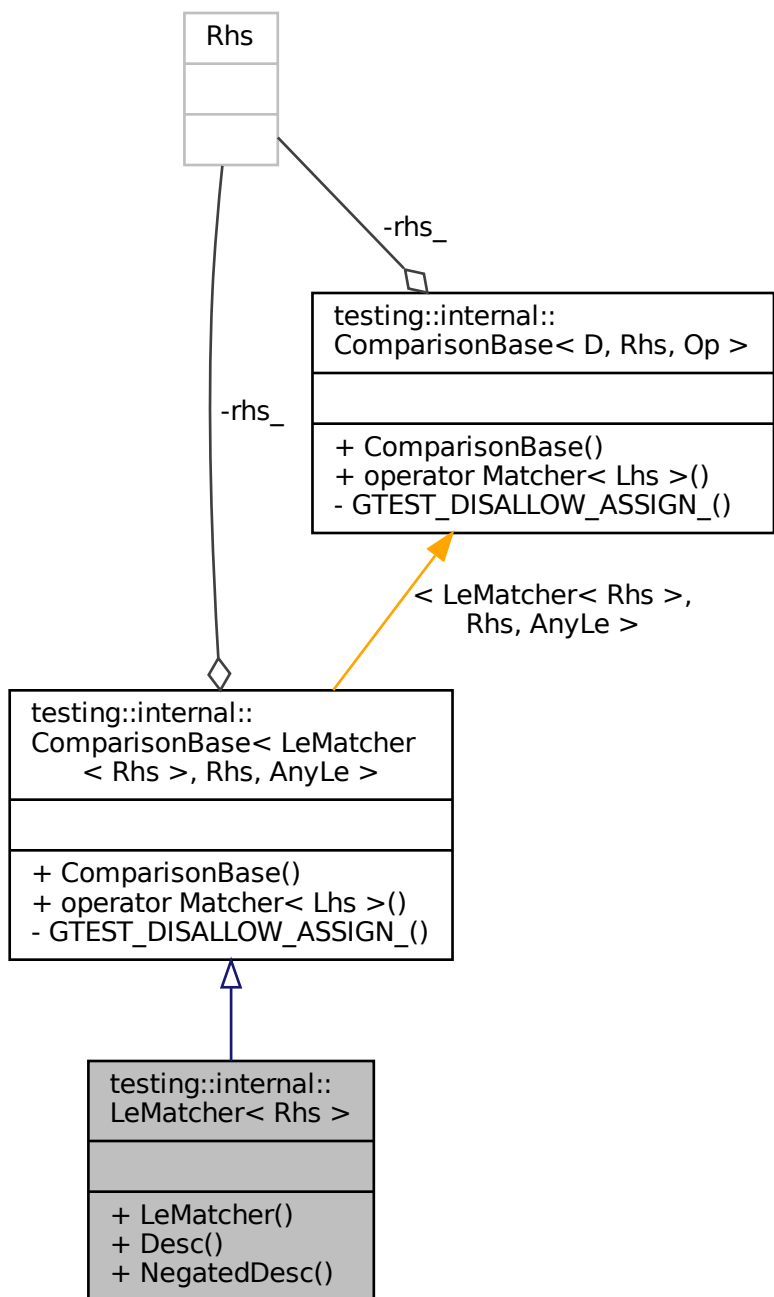 Rhs
-rhs_
testing::internal::
ComparisonBase< D, Rhs, Op >
+ ComparisonBase()
+ operator Matcher< Lhs >()
- GTEST_DISALLOW_ASSIGN_()
-rhs_
< LeMatcher< Rhs >,
Rhs, AnyLe >
testing::internal::
ComparisonBase< LeMatcher
< Rhs >, Rhs, AnyLe >
+ ComparisonBase()
+ operator Matcher< Lhs >()
- GTEST_DISALLOW_ASSIGN_()
testing::internal::
LeMatcher< Rhs >
+ LeMatcher()
+ Desc()
+ NegatedDesc()